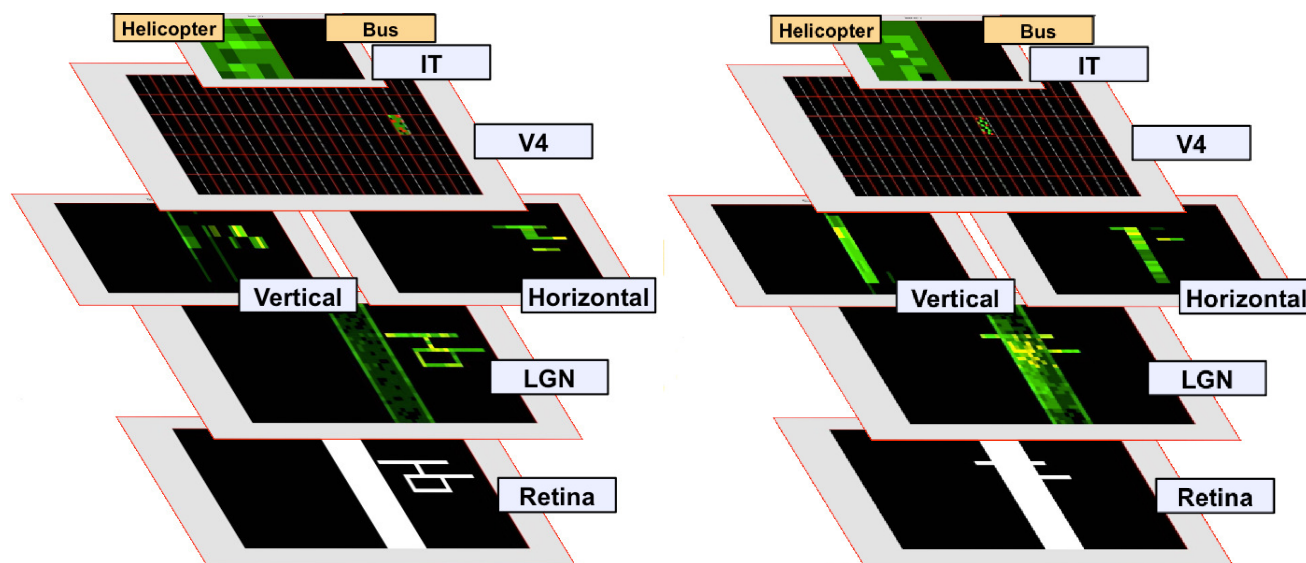 Helicopter
Bus
IT
V4
Vertical
Horizontal
LGN
Retina
Helicopter
Bus
IT
V4
Vertical
Horizontal
LGN
Retina